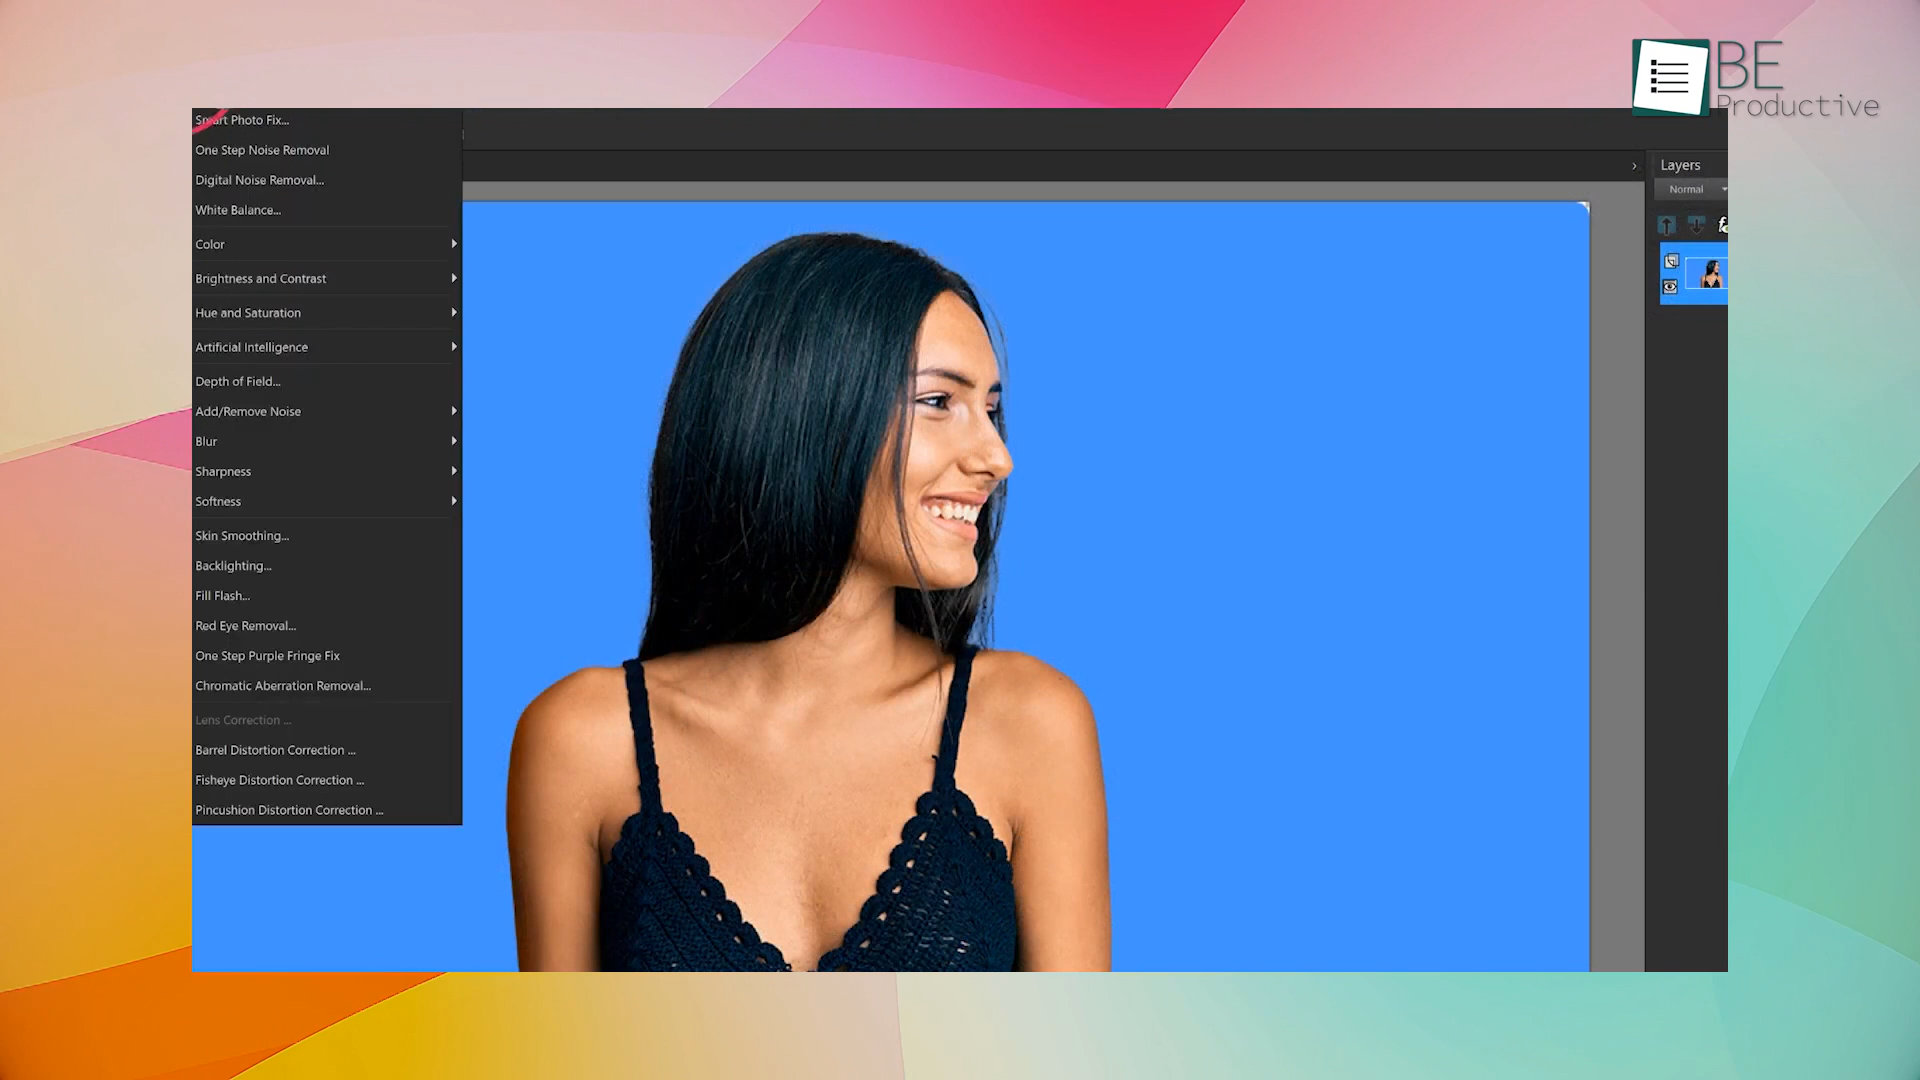 BE
Productive
Smart Photo Fix...
One Step Noise Removal
Digital Noise Removal...
White Balance...
Color
Brightness and Contrast
Hue and Saturation
Artificial Intelligence
Depth of Field...
Add/Remove Noise
Blur
Sharpness
Softness
Skin Smoothing...
Backlighting...
Fill Flash...
Red Eye Removal...
One Step Purple Fringe Fix
Chromatic Aberration Removal...
Lens Correction ...
Barrel Distortion Correction ...
Fisheye Distortion Correction ...
Pincushion Distortion Correction ...
Layers
Normal